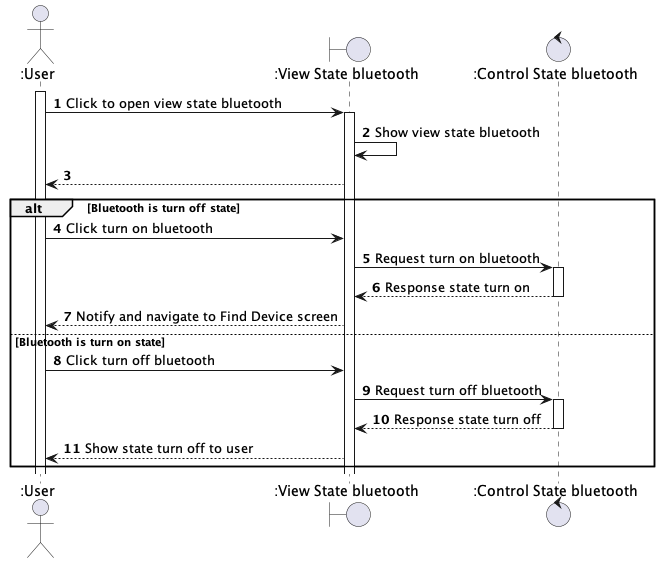 :User
:View State bluetooth
:Control State bluetooth
1 Click to open view state bluetooth
2 Show view state bluetooth
3
alt
[Bluetooth is turn off state]
4 Click turn on bluetooth
5 Request turn on bluetooth
6 Response state turn on
7 Notify and navigate to Find Device screen
[Bluetooth is turn on state]
8 Click turn off bluetooth
9 Request turn off bluetooth
10 Response state turn off
11 Show state turn off to user
:User
:View State bluetooth
:Control State bluetooth